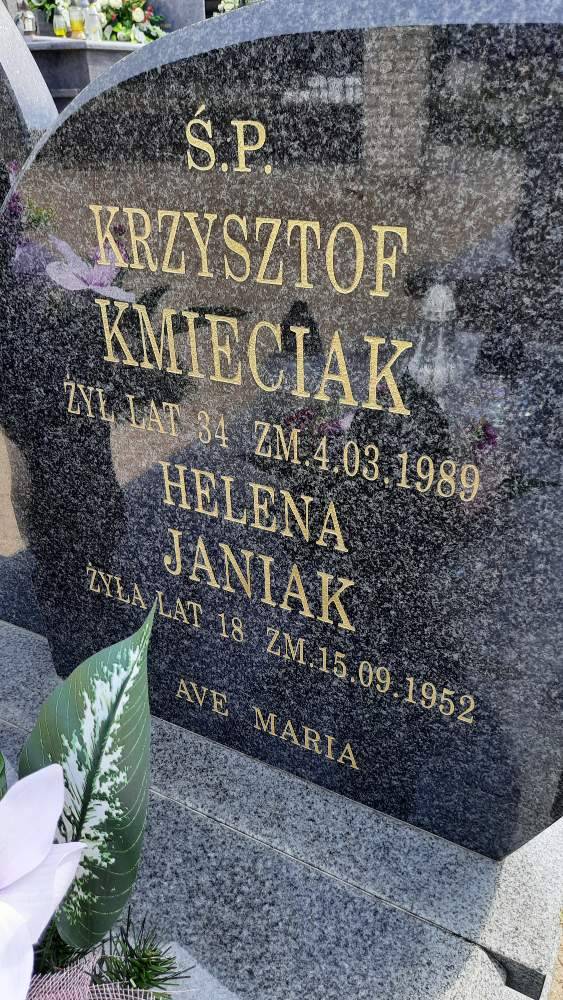 Ś.P.
KRZYSZTOF
KMIECIAK
ŻYŁ LAT 34 ZM.4.03.1989
HELENA
JANIAK
ŻYŁA LAT 18 ZM.15.09.1952
AVE MARIA